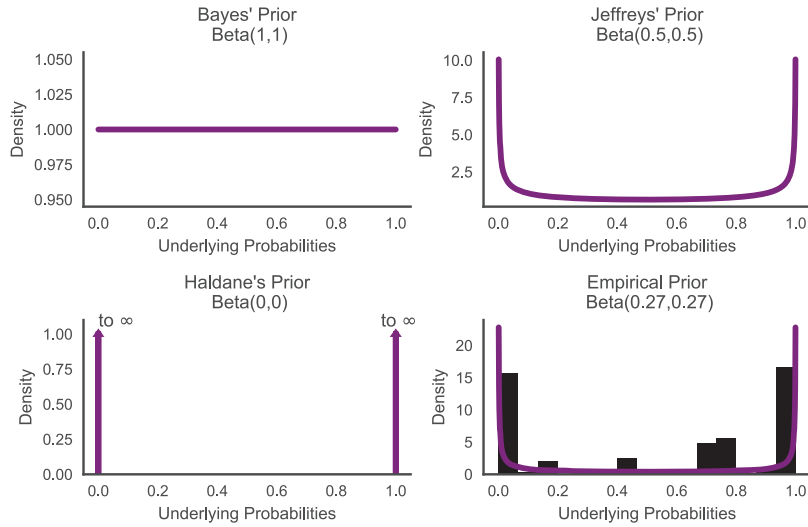 Bayes' Prior
Beta(1,1)
1.050
1.025
1.000
0.975
0.950
Density
0.0 0.2 0.4 0.6 0.8 1.0
Underlying Probabilities
Jeffreys' Prior
Beta(0.5,0.5)
10.0
7.5
5.0
2.5
Density
0.0 0.2 0.4 0.6 0.8 1.0
Underlying Probabilities
Haldane's Prior
Beta(0,0)
to ∞ to ∞
1.00
0.75
0.50
0.25
0.00
Density
0.0 0.2 0.4 0.6 0.8 1.0
Underlying Probabilities
Empirical Prior
Beta(0.27,0.27)
20
15
10
5
0
Density
0.0 0.2 0.4 0.6 0.8 1.0
Underlying Probabilities